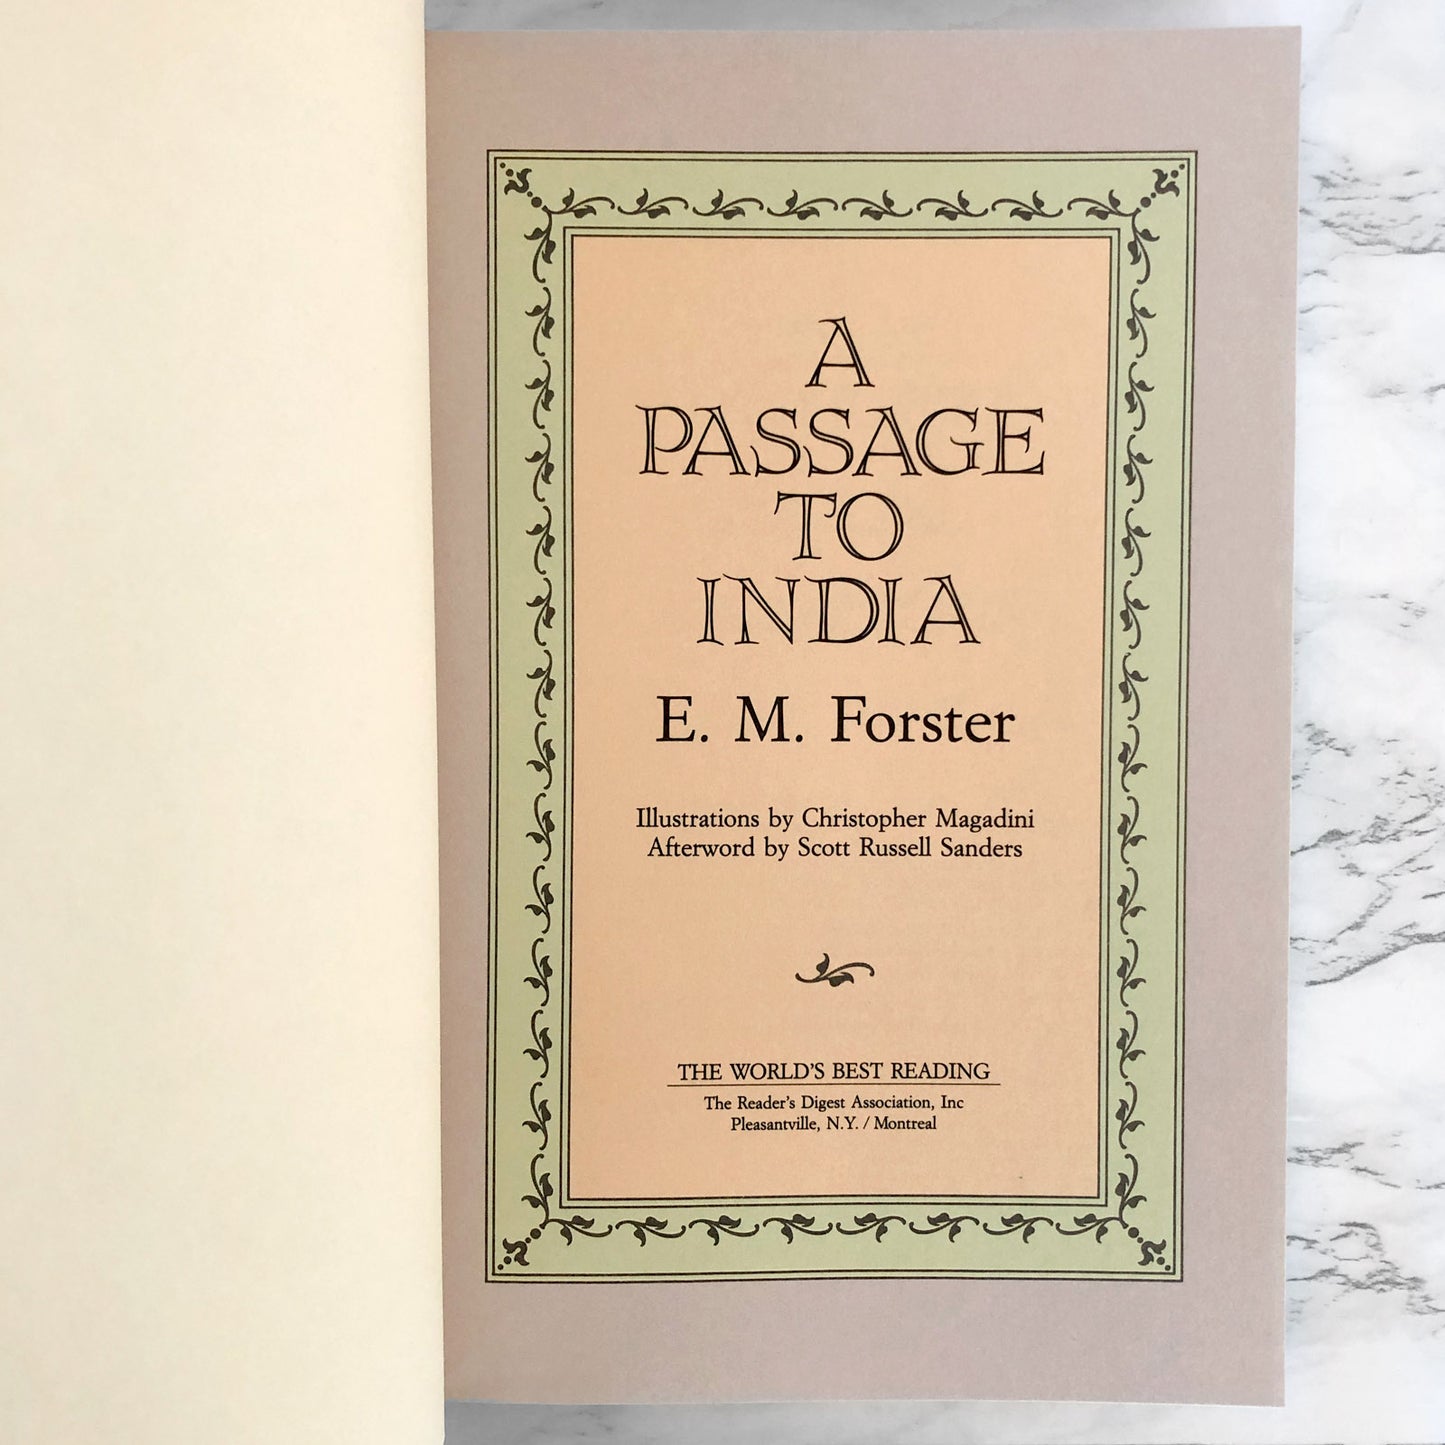 A
PASSAGE
TO
INDIA
E. M. Forster
Illustrations by Christopher Magadini
Afterword by Scott Russell Sanders
THE WORLD'S BEST READING
The Reader's Digest Association, Inc
Pleasantville, N.Y. / Montreal